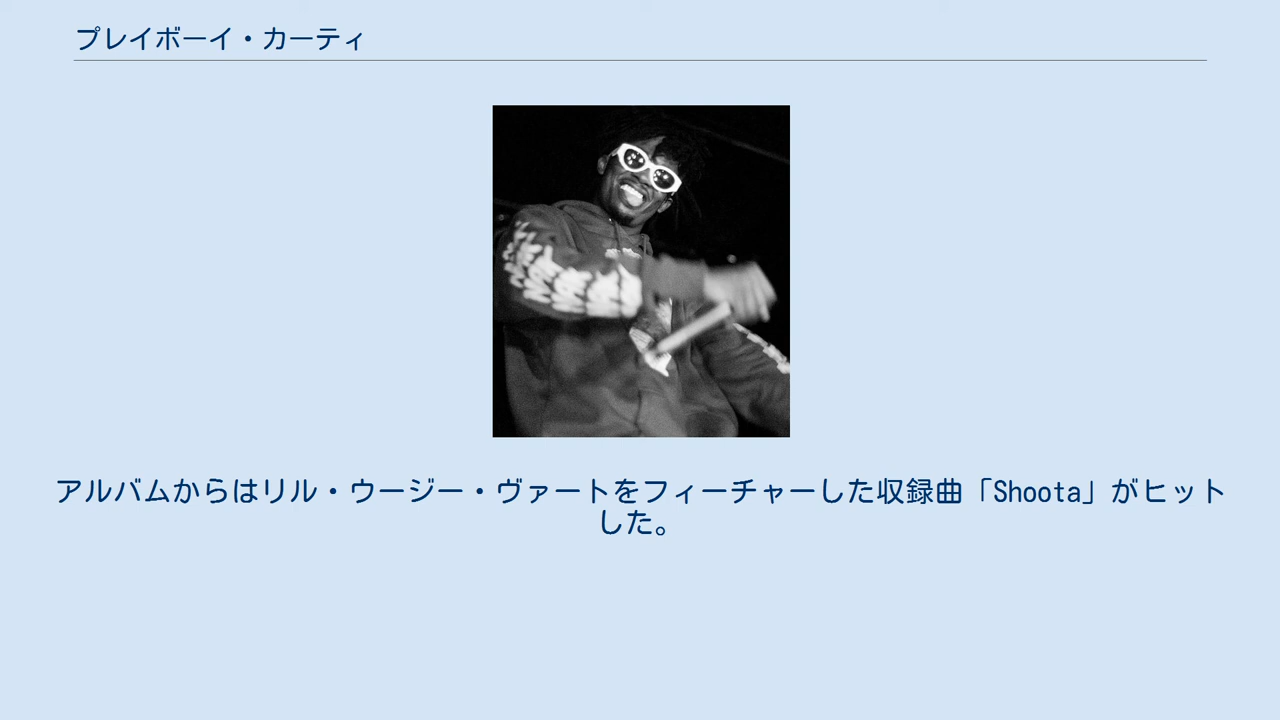 プレイボーイ・カーティ
アルバムからはリル・ウージー・ヴァートをフィーチャーした収録曲「Shoota」がヒット
した。